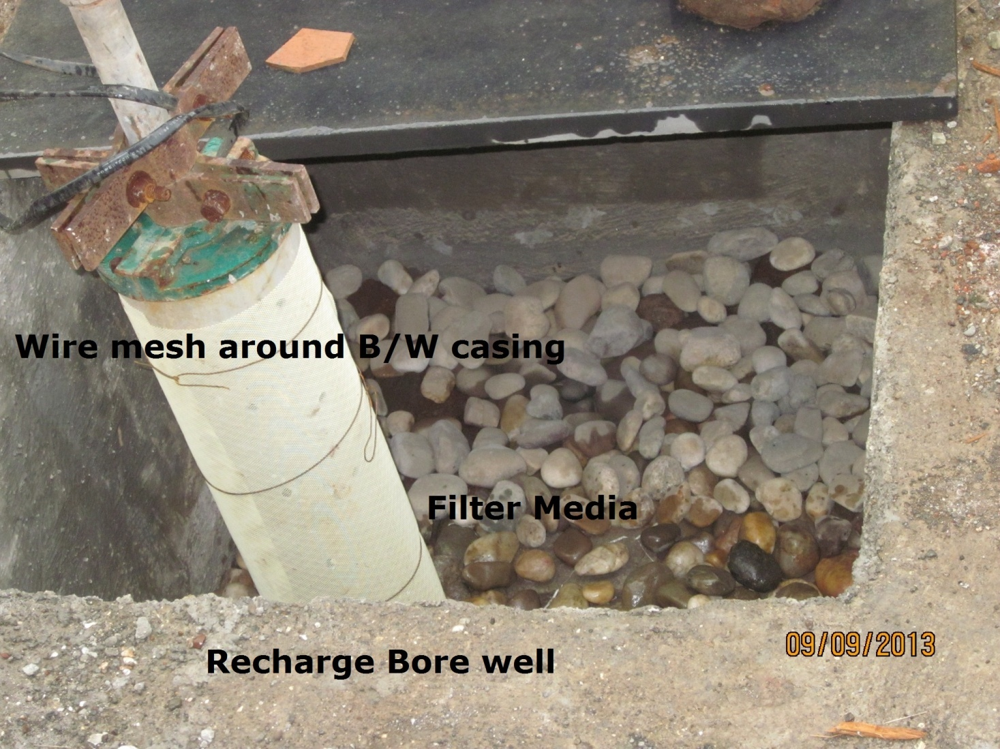 Wire mesh around B/W casing
Filter Media
Recharge Bore well
09/09/2013